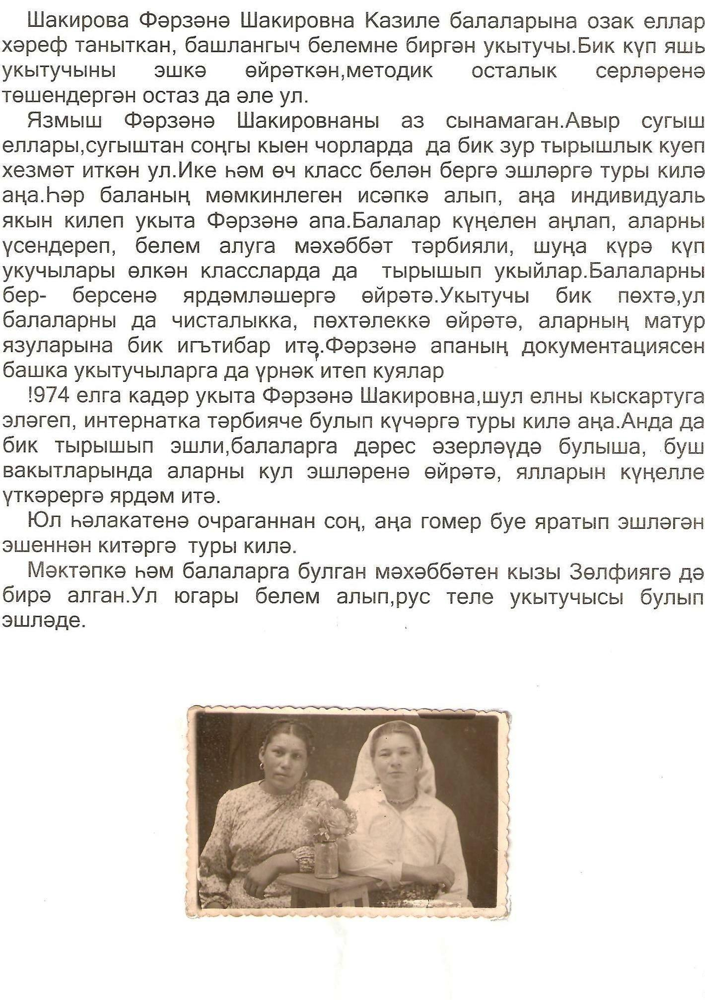 Шакирова Фәрзәнә Шакировна Казиле балаларына озак еллар
хәреф таныткан, башлангыч белемне биргән укытучы.Бик күп яшь
укытучыны эшкә өйрәткән,методик осталык серләренә
төшендергән остаз да әле ул.
Язмыш Фәрзәнә Шакировнаны аз сынамаган.Авыр сугыш
еллары,сугыштан соңгы кыен чорларда да бик зур тырышлык куеп
хезмәт иткән ул.Ике һәм өч класс белән бергә эшләргә туры килә
аңа.Һәр баланың мөмкинлеген исәпкә алып, аңа индивидуаль
якын килеп укыта Фәрзәнә апа.Балалар күңелен аңлап, аларны
үсендереп, белем алуга мәхәббәт тәрбияли, шуңа күрә күп
укучылары өлкән классларда да тырышып укыйлар.Балаларны
бер- берсенә ярдәмләшергә өйрәтә.Укытучы бик пөхтә,ул
балаларны да чисталыкка, пөхтәлеккә өйрәтә, аларның матур
язуларына бик игътибар итә.Фәрзәнә апаның документациясен
башка укытучыларга да үрнәк итеп куялар
!974 елга кадәр укыта Фәрзәнә Шакировна,шул елны кыскартуга
эләгеп, интернатка тәрбияче булып күчәргә туры килә аңа.Анда да
бик тырышып эшли,балаларга дәрес әзерләүдә булыша, буш
вакытларында аларны кул эшләренә өйрәтә, ялларын күңелле
үткәрергә ярдәм итә.
Юл һәлакатенә очраганнан соң, аңа гомер буе яратып эшләгән
эшеннән китәргә туры килә.
Мәктәпкә һәм балаларга булган мәхәббәтен кызы Зөлфиягә дә
бирә алган.Ул югары белем алып,рус теле укытучысы булып
эшләде.